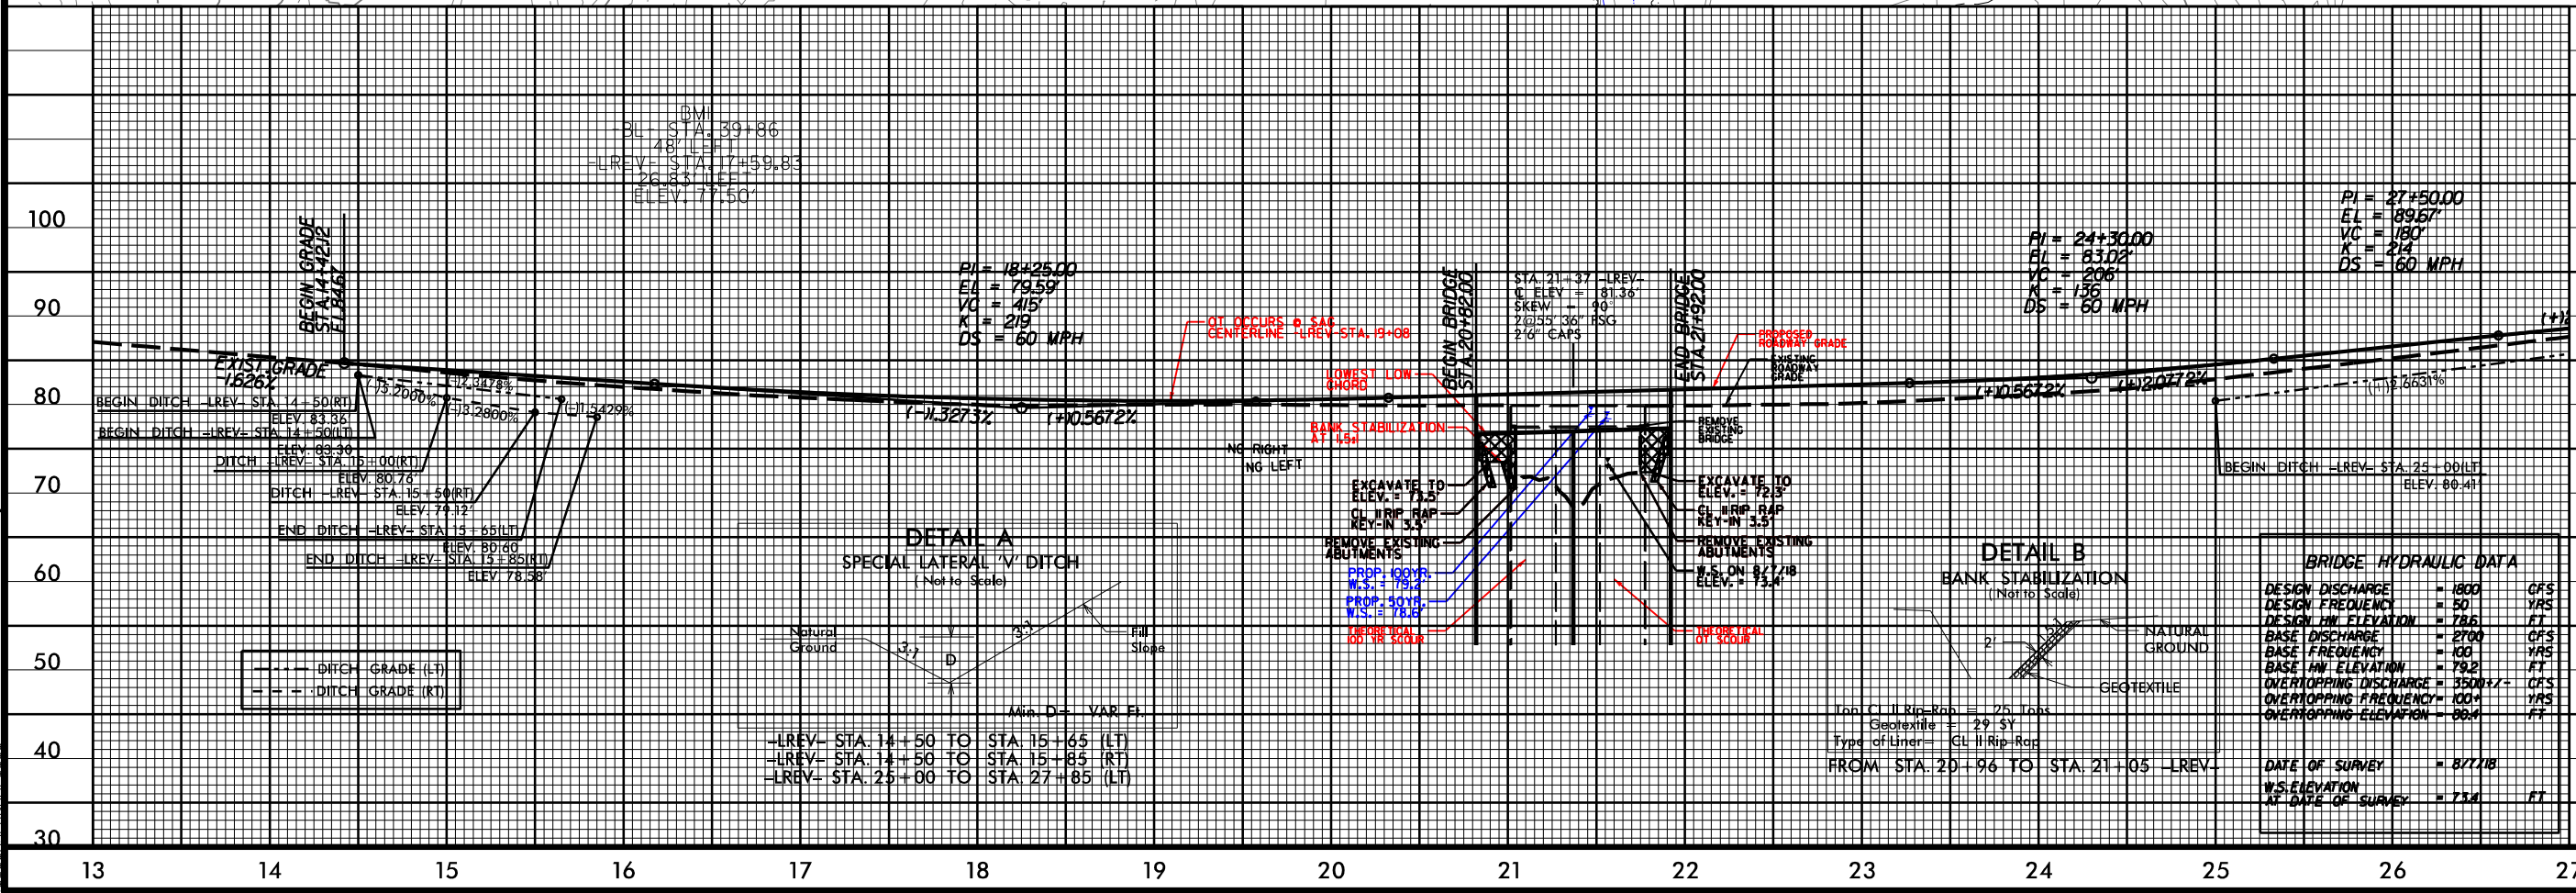 BM1
-BL- STA. 39+86
48' LEFT
-LREV- STA. 17+59.83
26.83 LEFT
ELEV. 77.50'
100
90
80
70
60
50
40
30
BEGIN GRADE
STA. 14+42.12
EL. 84.67'
EXIST. GRADE
-1.626%
(-)5.2000%
(-)2.3478%
(-)3.2800%
(-)1.5429%
BEGIN DITCH -LREV- STA. 14+50(RT)
ELEV. 83.36
BEGIN DITCH -LREV- STA. 14+50(LT)
ELEV. 83.30
DITCH -LREV- STA. 15+00(RT)
ELEV. 80.76'
DITCH -LREV- STA. 15+50(RT)
ELEV. 79.12'
END DITCH -LREV- STA. 15+65(LT)
ELEV. 80.60
END DITCH -LREV- STA. 15+85(RT)
ELEV 78.58'
DITCH GRADE (LT)
DITCH GRADE (RT)
PI = 18+25.00
EL = 79.59'
VC = 415'
K = 219
DS = 60 MPH
(-)1.3273%
(+)0.5672%
OT OCCURS @ SAG
CENTERLINE -LREV-STA. 19+08
LOWEST LOW
CHORD
BANK STABILIZATION
AT 1.5:1
NG RIGHT
NG LEFT
BEGIN BRIDGE
STA. 20+82.00
STA. 21+37 -LREV-
℄ ELEV = 81.36'
SKEW = 90°
2@55' 36" PSG
2'6" CAPS
END BRIDGE
STA. 21+92.00
PROPOSED
ROADWAY GRADE
EXISTING
ROADWAY
GRADE
REMOVE
EXISTING
BRIDGE
EXCAVATE TO
ELEV. = 73.5'
CL II RIP RAP
KEY-IN 3.5'
REMOVE EXISTING
ABUTMENTS
PROP. 100YR.
W.S. = 79.2'
PROP. 50YR.
W.S. = 78.6'
THEORETICAL
100 YR SCOUR
EXCAVATE TO
ELEV. = 72.3'
CL II RIP RAP
KEY-IN 3.5'
REMOVE EXISTING
ABUTMENTS
W.S. ON 8/7/18
ELEV. = 73.4'
THEORETICAL
OT SCOUR
PI = 24+30.00
EL = 83.02'
VC = 206'
K = 136
DS = 60 MPH
(+)0.5672%
(+)2.0772%
PI = 27+50.00
EL = 89.67'
VC = 180'
K = 214
DS = 60 MPH
(+)2
(+)2.6631%
BEGIN DITCH -LREV- STA. 25+00(LT)
ELEV. 80.41'
DETAIL A
SPECIAL LATERAL 'V' DITCH
( Not to Scale)
Natural
Ground
3:1
D
3:1
Fill
Slope
Min. D= VAR Ft.
-LREV- STA. 14+50 TO STA. 15+65 (LT)
-LREV- STA. 14+50 TO STA. 15+85 (RT)
-LREV- STA. 25+00 TO STA. 27+85 (LT)
DETAIL B
BANK STABILIZATION
( Not to Scale)
2'
1.5:1
NATURAL
GROUND
GEOTEXTILE
Ton CL II Rip-Rap = 25 Tons
Geotextile = 29 SY
Type of Liner= CL II Rip-Rap
FROM STA. 20+96 TO STA. 21+05 -LREV-
BRIDGE HYDRAULIC DATA
DESIGN DISCHARGE = 1800 CFS
DESIGN FREQUENCY = 50 YRS
DESIGN HW ELEVATION = 78.6 FT
BASE DISCHARGE = 2700 CFS
BASE FREQUENCY = 100 YRS
BASE HW ELEVATION = 79.2 FT
OVERTOPPING DISCHARGE = 3500+/- CFS
OVERTOPPING FREQUENCY = 100+ YRS
OVERTOPPING ELEVATION = 80.4 FT
DATE OF SURVEY = 8/7/18
W.S. ELEVATION
AT DATE OF SURVEY = 73.4 FT
13 14 15 16 17 18 19 20 21 22 23 24 25 26 27